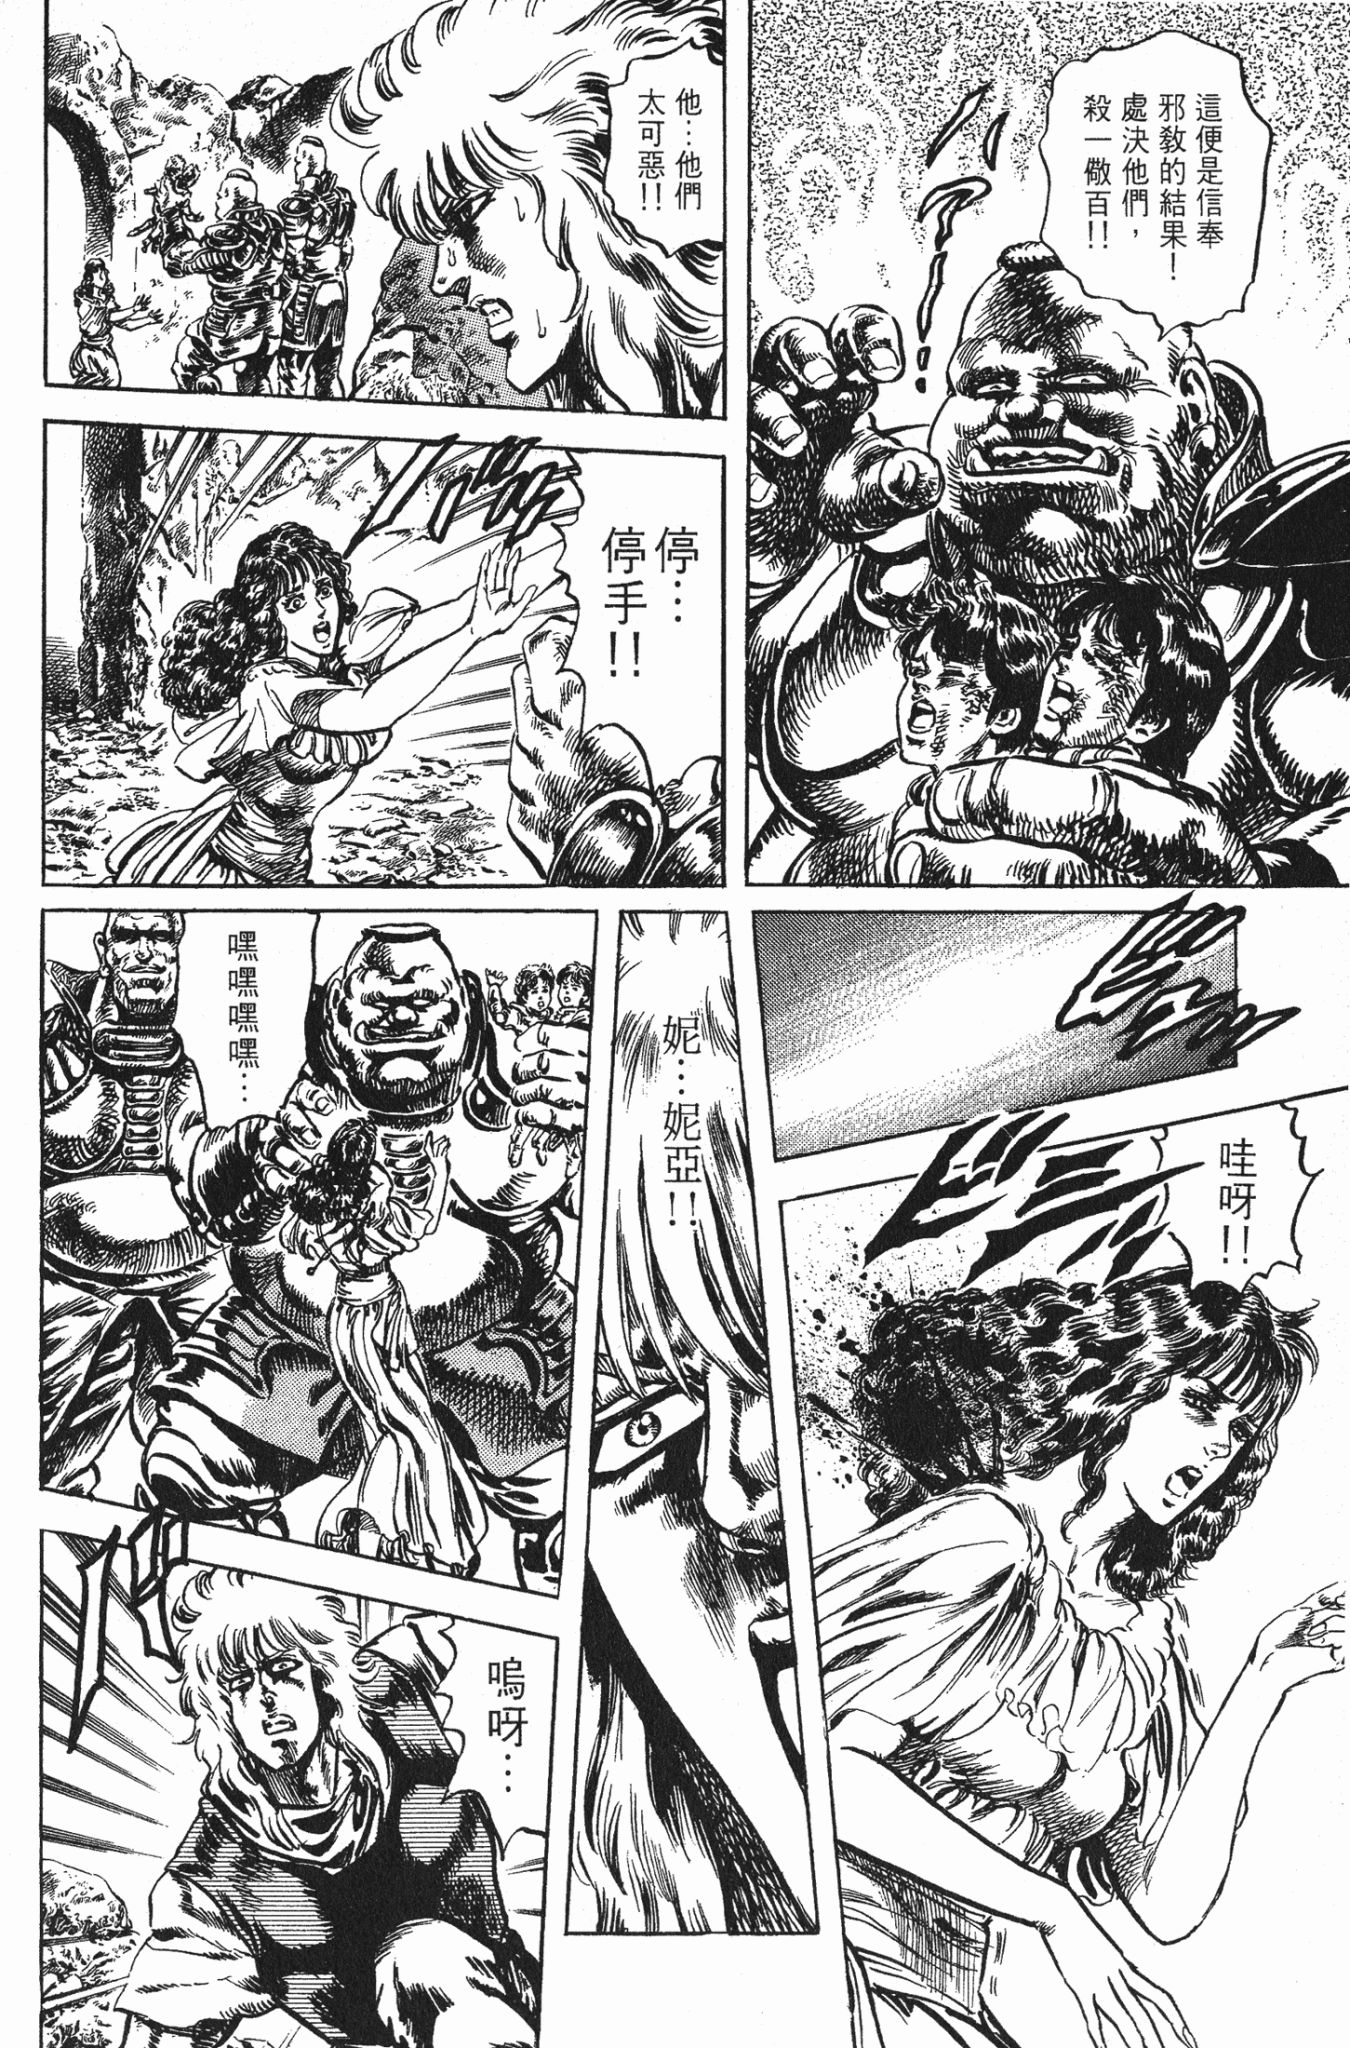 這便是信奉
邪教的結果！
處決他們，
殺一儆百!!
他…他們
太可惡!!
停…
停手!!
哇呀!!
妮…妮亞!!
嘿嘿嘿嘿…
嗚呀…